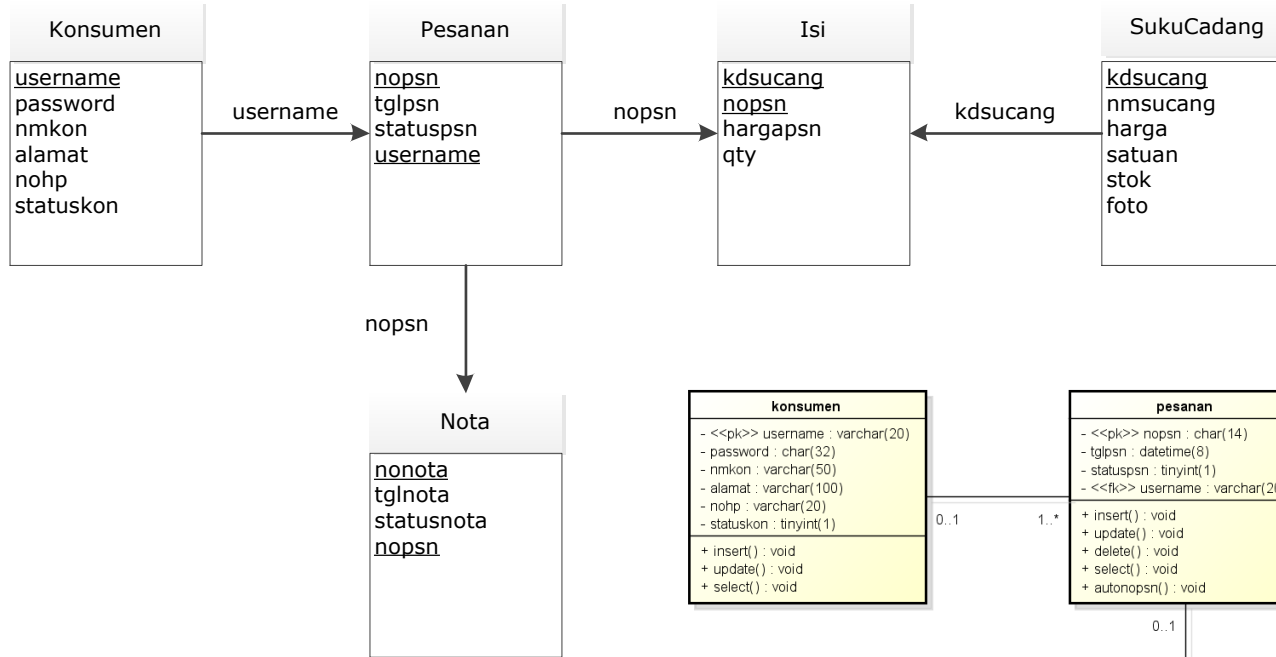 Konsumen
username
password
nmkon
alamat
nohp
statuskon
username
Pesanan
nopsn
tglpsn
statuspsn
username
nopsn
Isi
kdsucang
nopsn
hargapsn
qty
kdsucang
SukuCadang
kdsucang
nmsucang
harga
satuan
stok
foto
nopsn
Nota
nonota
tglnota
statusnota
nopsn
konsumen
- <<pk>> username : varchar(20)
- password : char(32)
- nmkon : varchar(50)
- alamat : varchar(100)
- nohp : varchar(20)
- statuskon : tinyint(1)
+ insert() : void
+ update() : void
+ select() : void
0..1
1..*
pesanan
- <<pk>> nopsn : char(14)
- tglpsn : datetime(8)
- statuspsn : tinyint(1)
- <<fk>> username :
+ insert() : void
+ update() : void
+ delete() : void
+ select() : void
+ autonopsn() : void
0..1